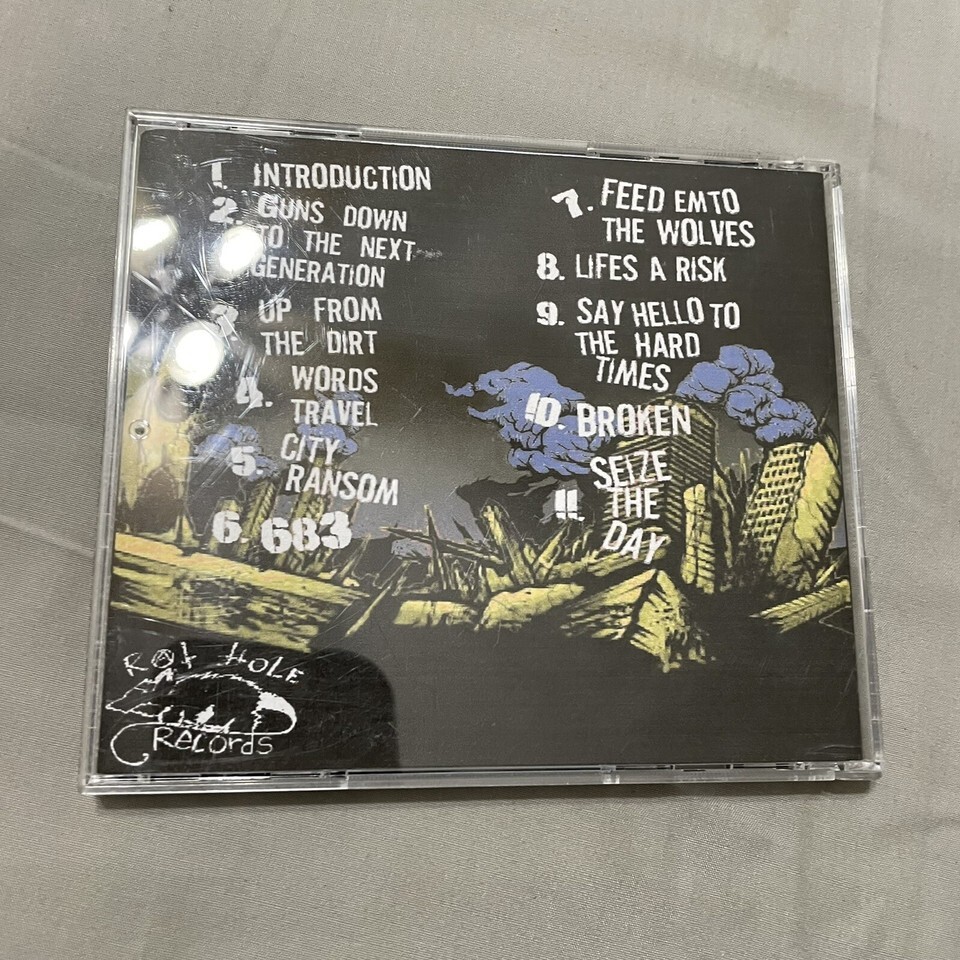 1. INTRODUCTION
2. GUNS DOWN
TO THE NEXT
GENERATION
3 UP FROM
THE DIRT
4. WORDS
TRAVEL
5. CITY
RANSOM
6. 683
7. FEED EM TO
THE WOLVES
8. LIFES A RISK
9. SAY HELLO TO
THE HARD
TIMES
10. BROKEN
11. SEIZE
THE
DAY
RAt HOLE
RecoRdS